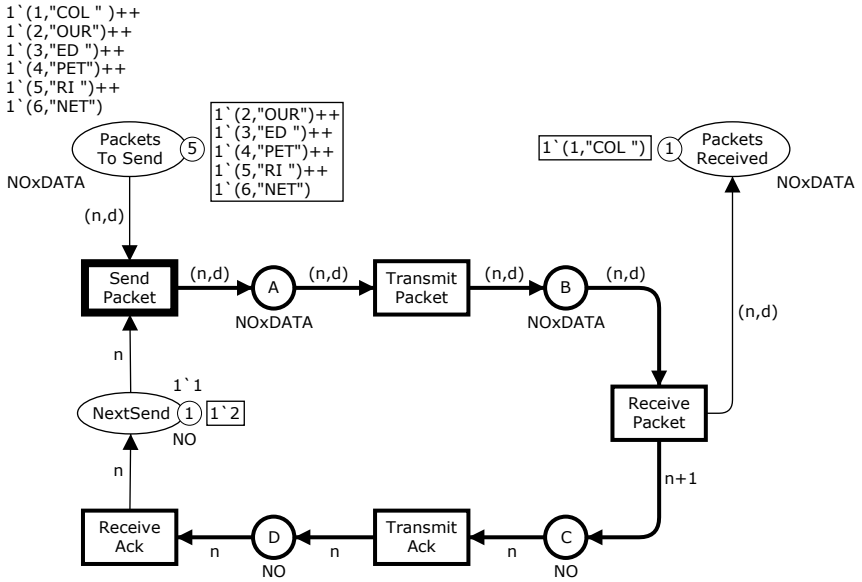 1`(1,"COL ")++
1`(2,"OUR")++
1`(3,"ED ")++
1`(4,"PET")++
1`(5,"RI ")++
1`(6,"NET")
Packets
To Send
5
1`(2,"OUR")++
1`(3,"ED ")++
1`(4,"PET")++
1`(5,"RI ")++
1`(6,"NET")
NOxDATA
1`(1,"COL ")
1
Packets
Received
NOxDATA
(n,d)
Send
Packet
(n,d)
A
NOxDATA
(n,d)
Transmit
Packet
(n,d)
B
NOxDATA
(n,d)
(n,d)
n
1`1
NextSend
1
1`2
NO
Receive
Packet
n
n+1
Receive
Ack
n
D
NO
n
Transmit
Ack
n
C
NO